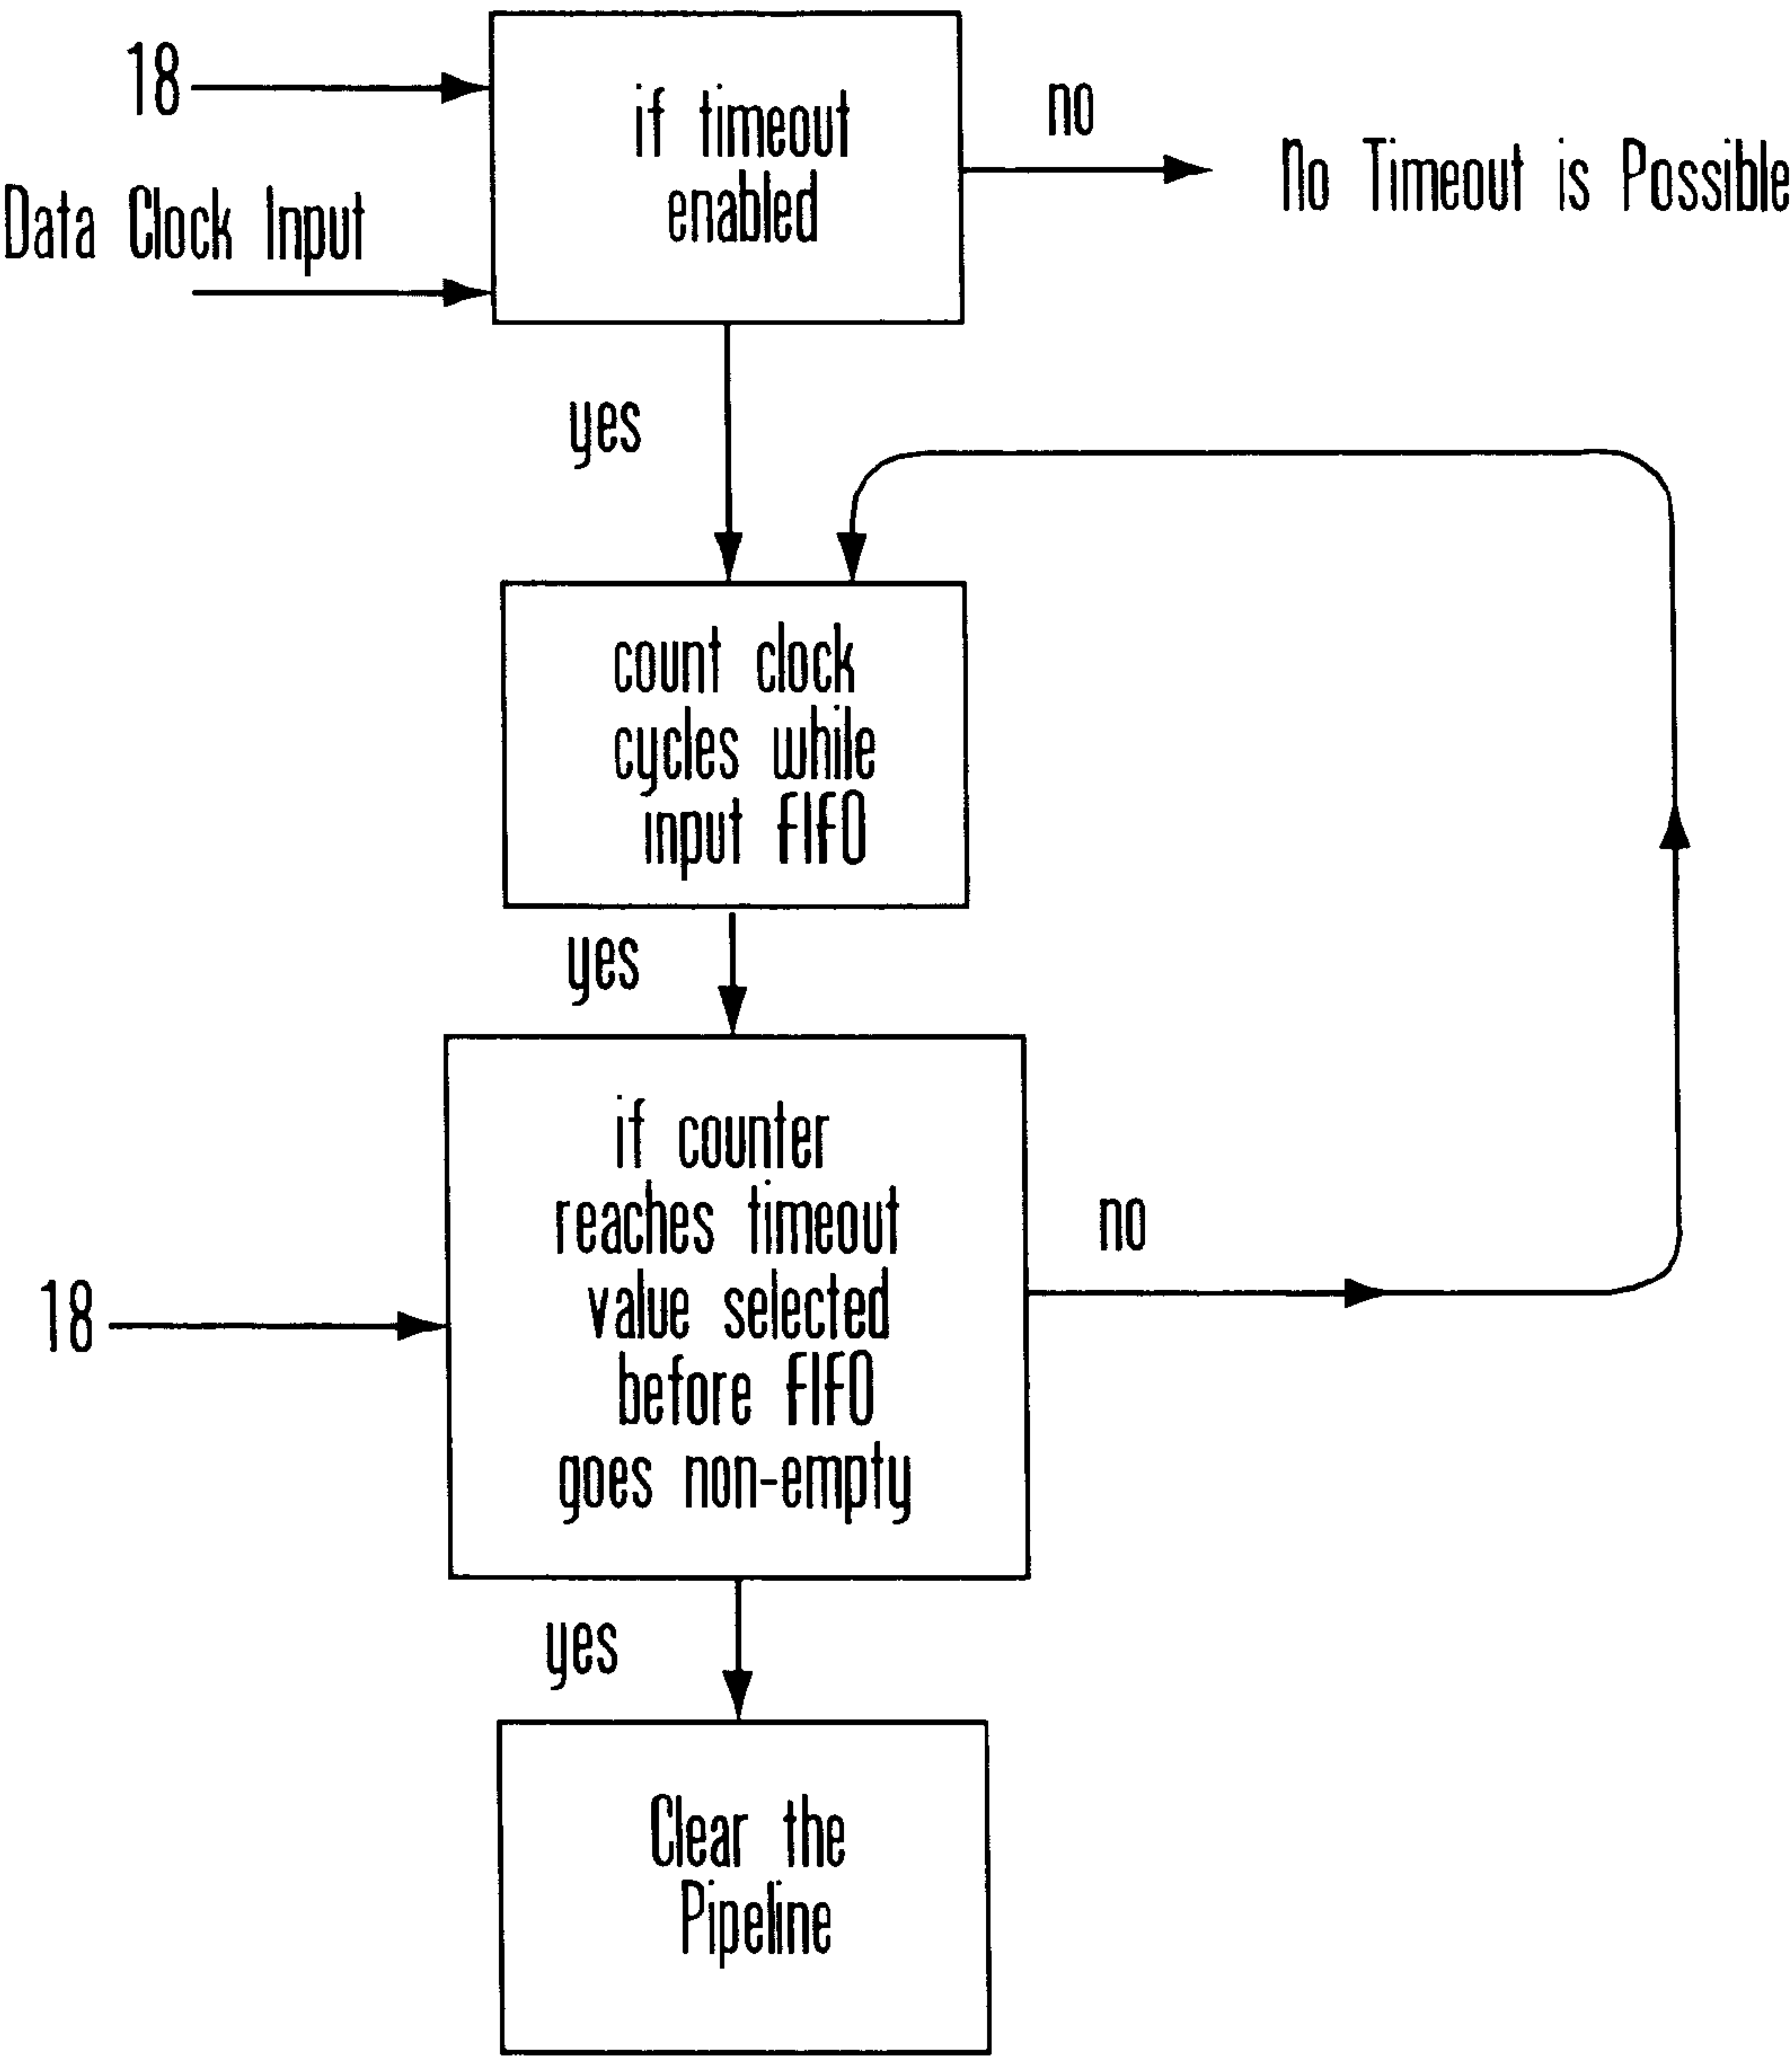 18
if timeout
enabled
no
No Timeout is Possible
Data Clock Input
yes
count clock
cycles while
input FIFO
yes
if counter
reaches timeout
value selected
before FIFO
goes non-empty
no
18
yes
Clear the
Pipeline